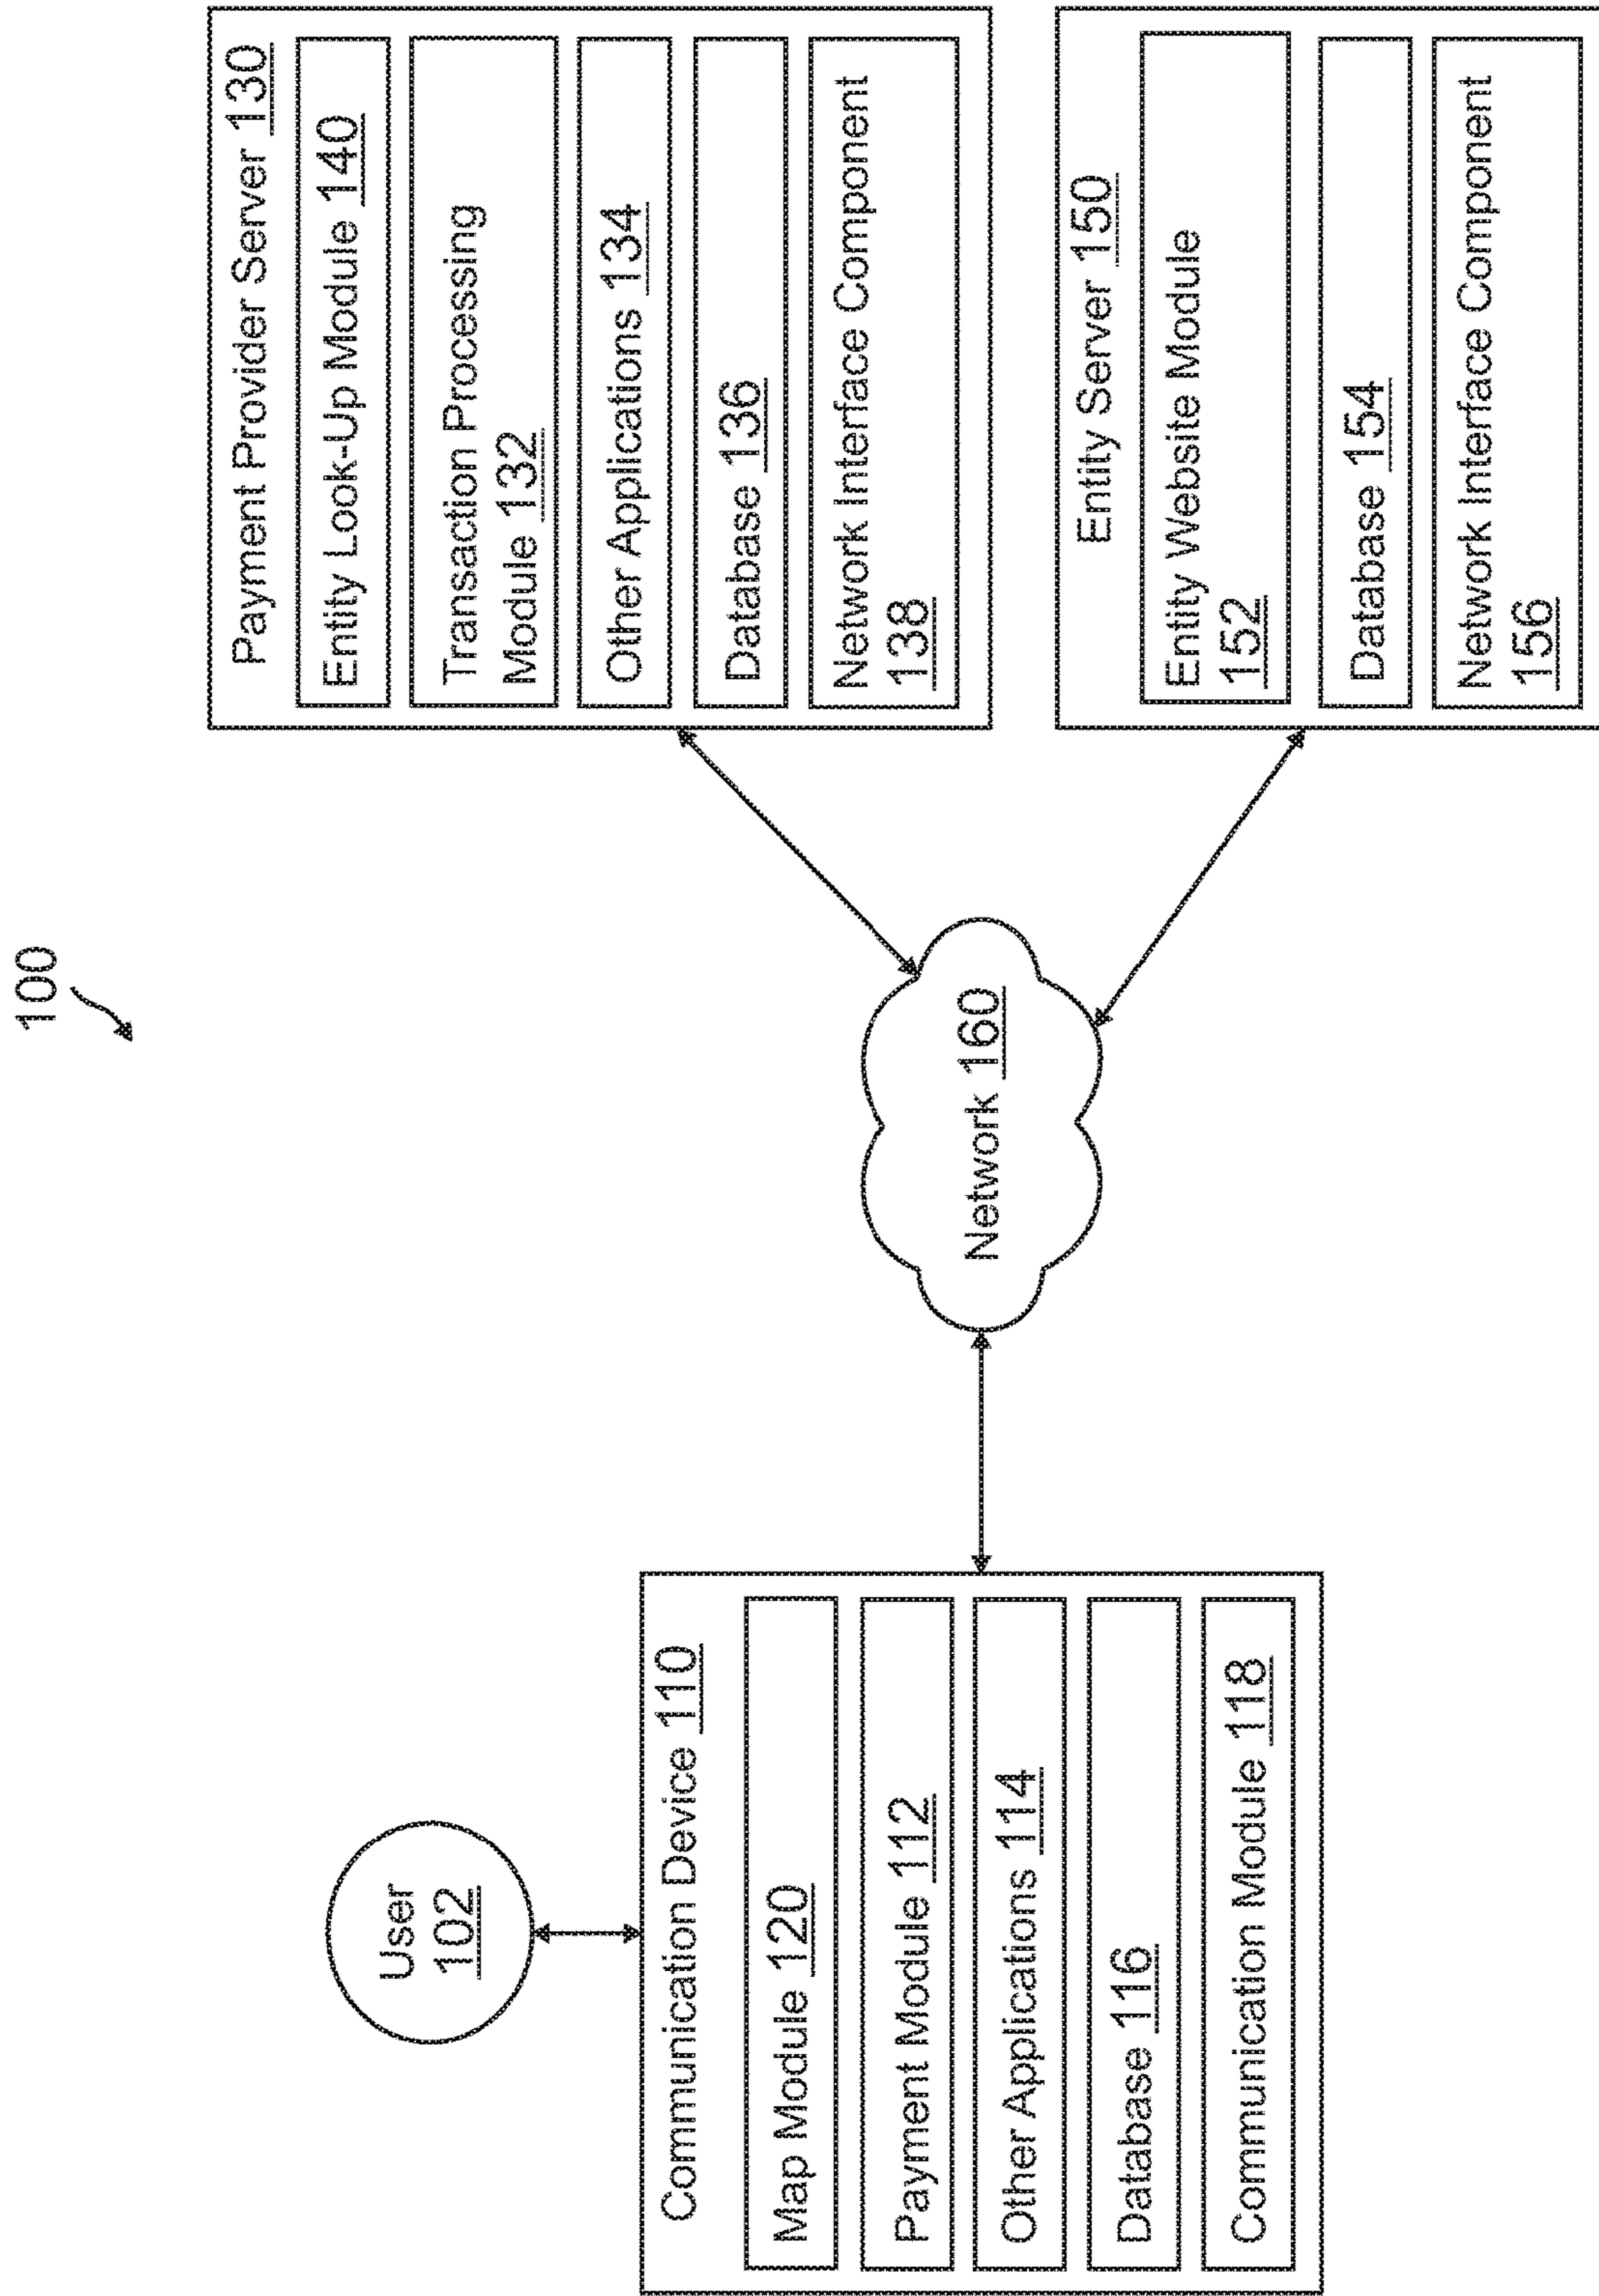 100
User
102
Communication Device 110
Map Module 120
Payment Module 112
Other Applications 114
Database 116
Communication Module 118
Network 160
Payment Provider Server 130
Entity Look-Up Module 140
Transaction Processing
Module 132
Other Applications 134
Database 136
Network Interface Component
138
Entity Server 150
Entity Website Module
152
Database 154
Network Interface Component
156